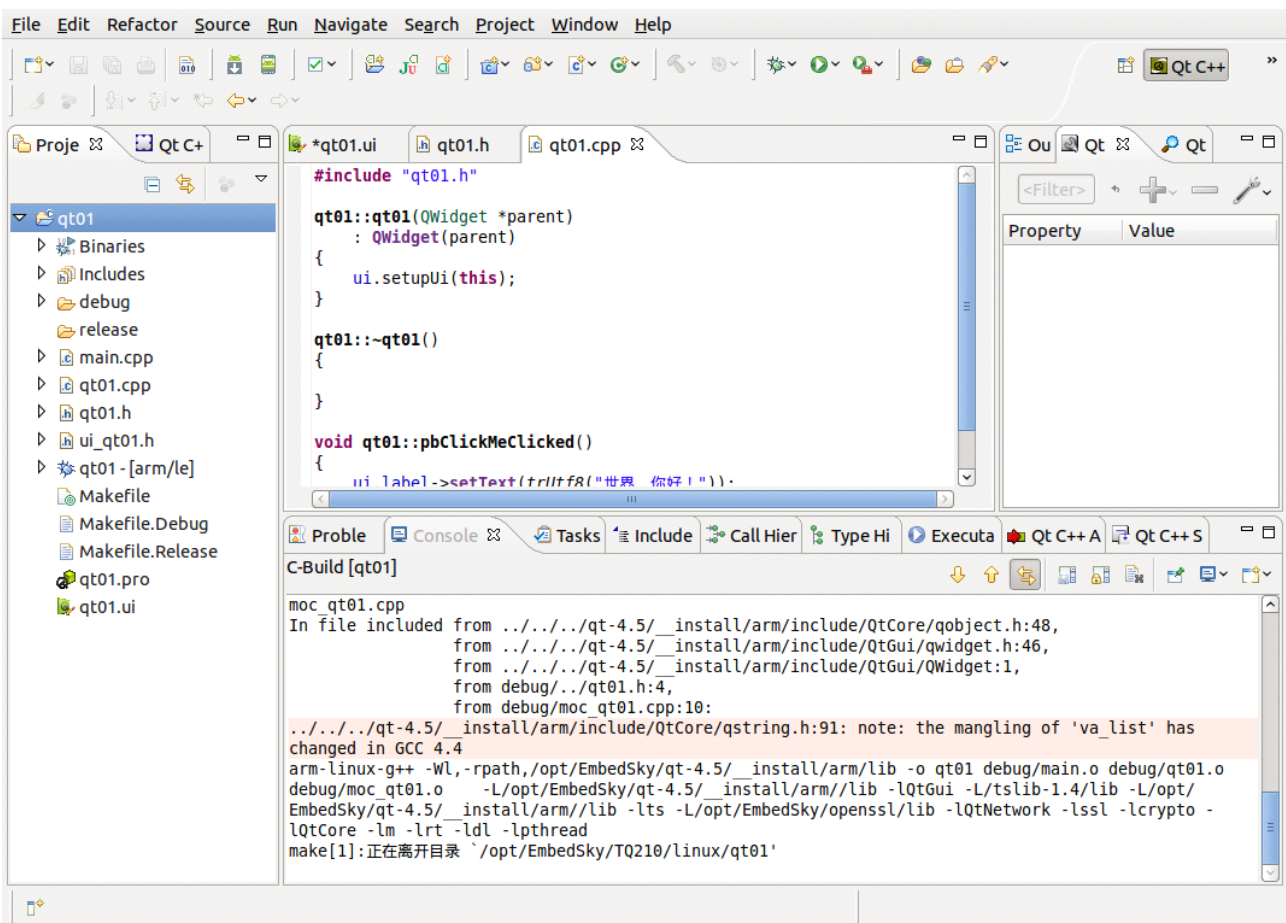 File Edit Refactor Source Run Navigate Search Project Window Help
Qt C++ »
Proje Qt C+
qt01
Binaries
Includes
debug
release
main.cpp
qt01.cpp
qt01.h
ui_qt01.h
qt01 - [arm/le]
Makefile
Makefile.Debug
Makefile.Release
qt01.pro
qt01.ui
*qt01.ui qt01.h qt01.cpp
#include "qt01.h"
qt01::qt01(QWidget *parent)
: QWidget(parent)
{
ui.setupUi(this);
}
qt01::~qt01()
{
}
void qt01::pbClickMeClicked()
{
ui.label->setText(trUtf8("世界，你好！"));
Ou Qt Qt
<Filter>
Property Value
Proble Console Tasks Include Call Hier Type Hi Executa Qt C++ A Qt C++ S
C-Build [qt01]
moc_qt01.cpp
In file included from ../../../qt-4.5/__install/arm/include/QtCore/qobject.h:48,
from ../../../qt-4.5/__install/arm/include/QtGui/qwidget.h:46,
from ../../../qt-4.5/__install/arm/include/QtGui/QWidget:1,
from debug/../qt01.h:4,
from debug/moc_qt01.cpp:10:
../../../qt-4.5/__install/arm/include/QtCore/qstring.h:91: note: the mangling of 'va_list' has
changed in GCC 4.4
arm-linux-g++ -Wl,-rpath,/opt/EmbedSky/qt-4.5/__install/arm/lib -o qt01 debug/main.o debug/qt01.o
debug/moc_qt01.o -L/opt/EmbedSky/qt-4.5/__install/arm//lib -lQtGui -L/tslib-1.4/lib -L/opt/
EmbedSky/qt-4.5/__install/arm//lib -lts -L/opt/EmbedSky/openssl/lib -lQtNetwork -lssl -lcrypto -
lQtCore -lm -lrt -ldl -lpthread
make[1]:正在离开目录 `/opt/EmbedSky/TQ210/linux/qt01'